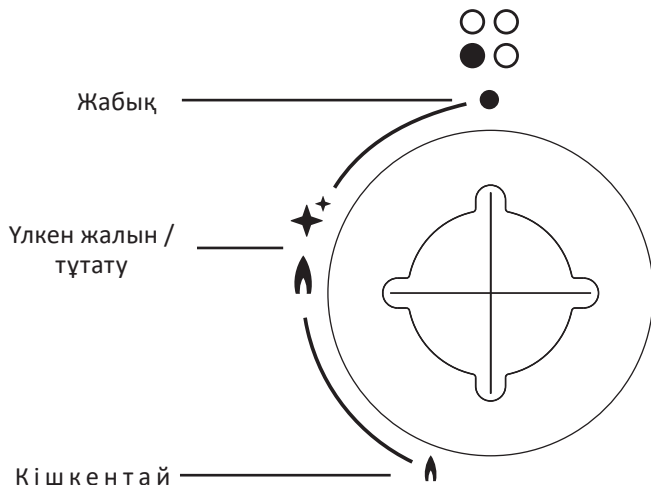 Жабық
Үлкен жалын /
тұтату
Кішкентай